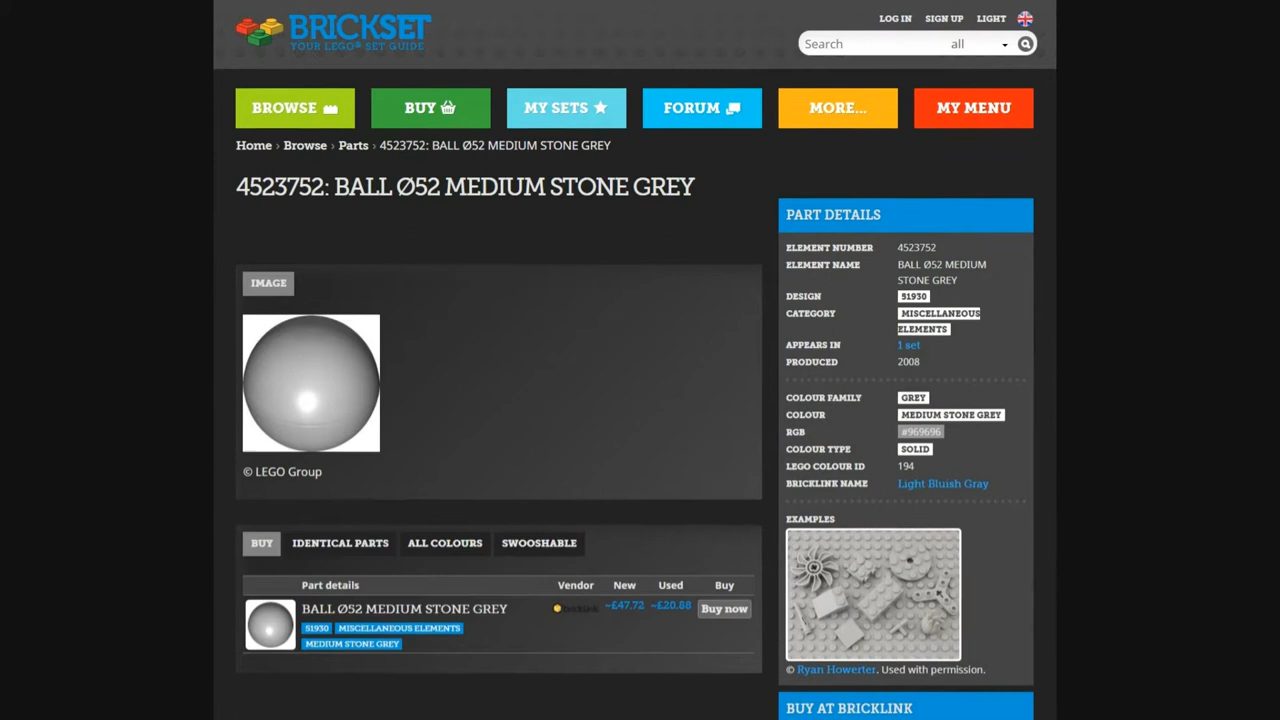 BRICKSET
YOUR LEGO® SET GUIDE
LOG IN SIGN UP LIGHT
Search all
BROWSE BUY MY SETS FORUM MORE... MY MENU
Home › Browse › Parts › 4523752: BALL Ø52 MEDIUM STONE GREY
4523752: BALL Ø52 MEDIUM STONE GREY
IMAGE
© LEGO Group
BUY IDENTICAL PARTS ALL COLOURS SWOOSHABLE
Part details Vendor New Used Buy
BALL Ø52 MEDIUM STONE GREY bricklink ~£47.72 ~£20.88 Buy now
51930 MISCELLANEOUS ELEMENTS
MEDIUM STONE GREY
PART DETAILS
ELEMENT NUMBER 4523752
ELEMENT NAME BALL Ø52 MEDIUM
STONE GREY
DESIGN 51930
CATEGORY MISCELLANEOUS
ELEMENTS
APPEARS IN 1 set
PRODUCED 2008
COLOUR FAMILY GREY
COLOUR MEDIUM STONE GREY
RGB #969696
COLOUR TYPE SOLID
LEGO COLOUR ID 194
BRICKLINK NAME Light Bluish Gray
EXAMPLES
© Ryan Howerter. Used with permission.
BUY AT BRICKLINK